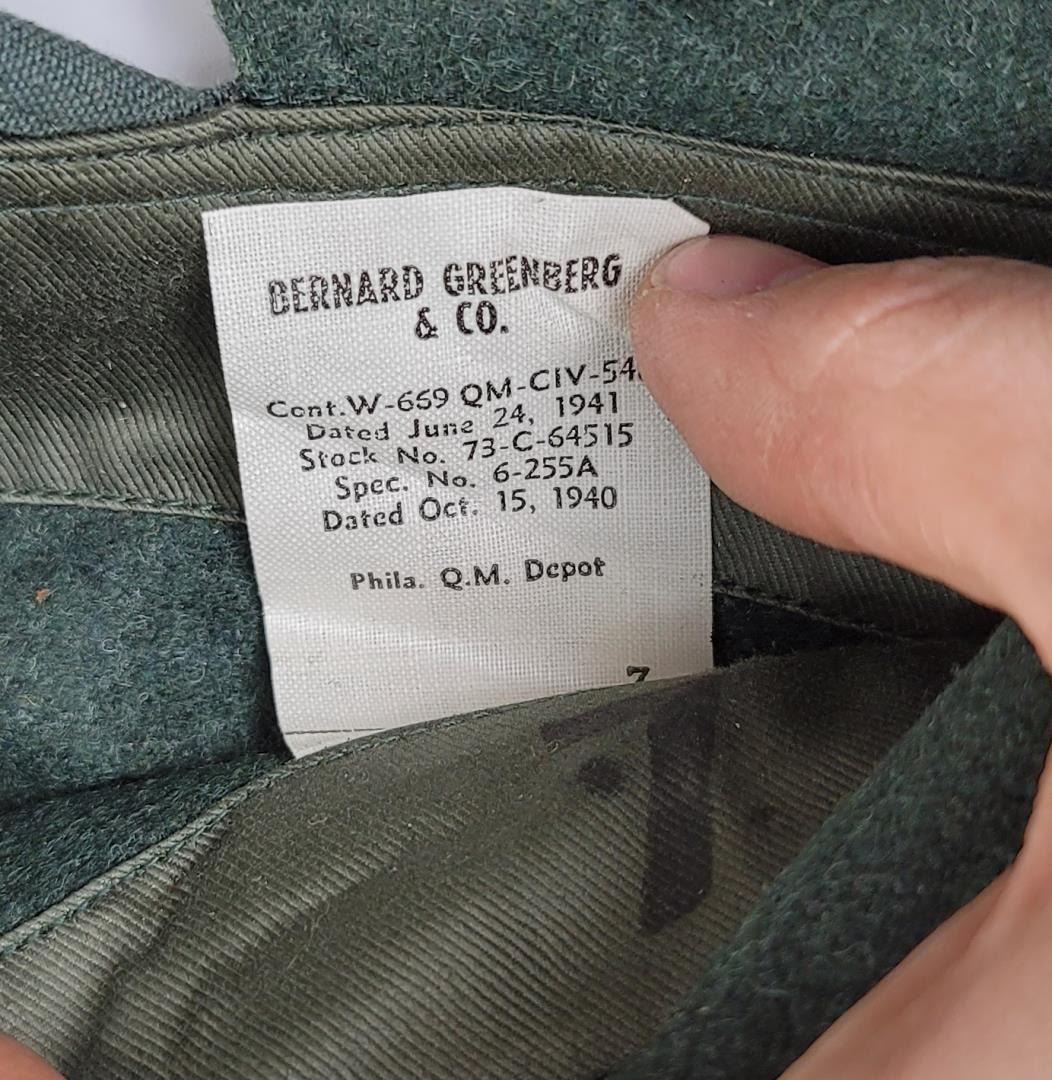 BERNARD GREENBERG
& CO.
Cont. W-669 QM-CIV-54
Dated June 24, 1941
Stock No. 73-C-64515
Spec. No. 6-255A
Dated Oct. 15, 1940
Phila. Q.M. Depot
7